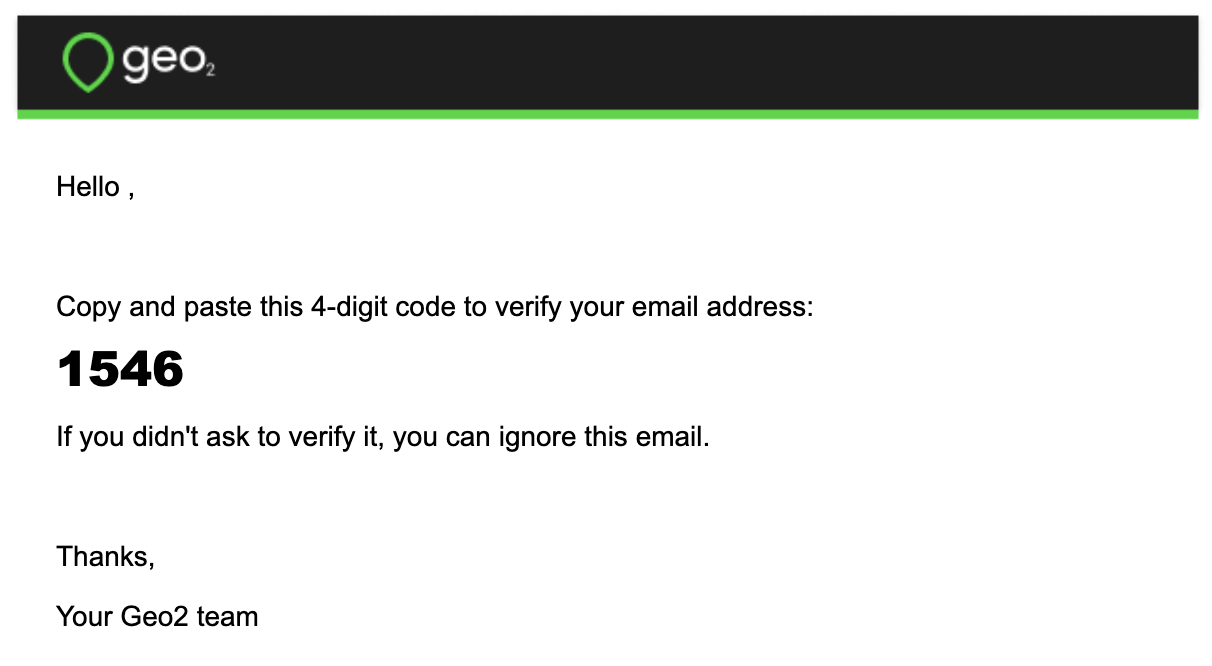 geo2
Hello ,
Copy and paste this 4-digit code to verify your email address:
1546
If you didn't ask to verify it, you can ignore this email.
Thanks,
Your Geo2 team